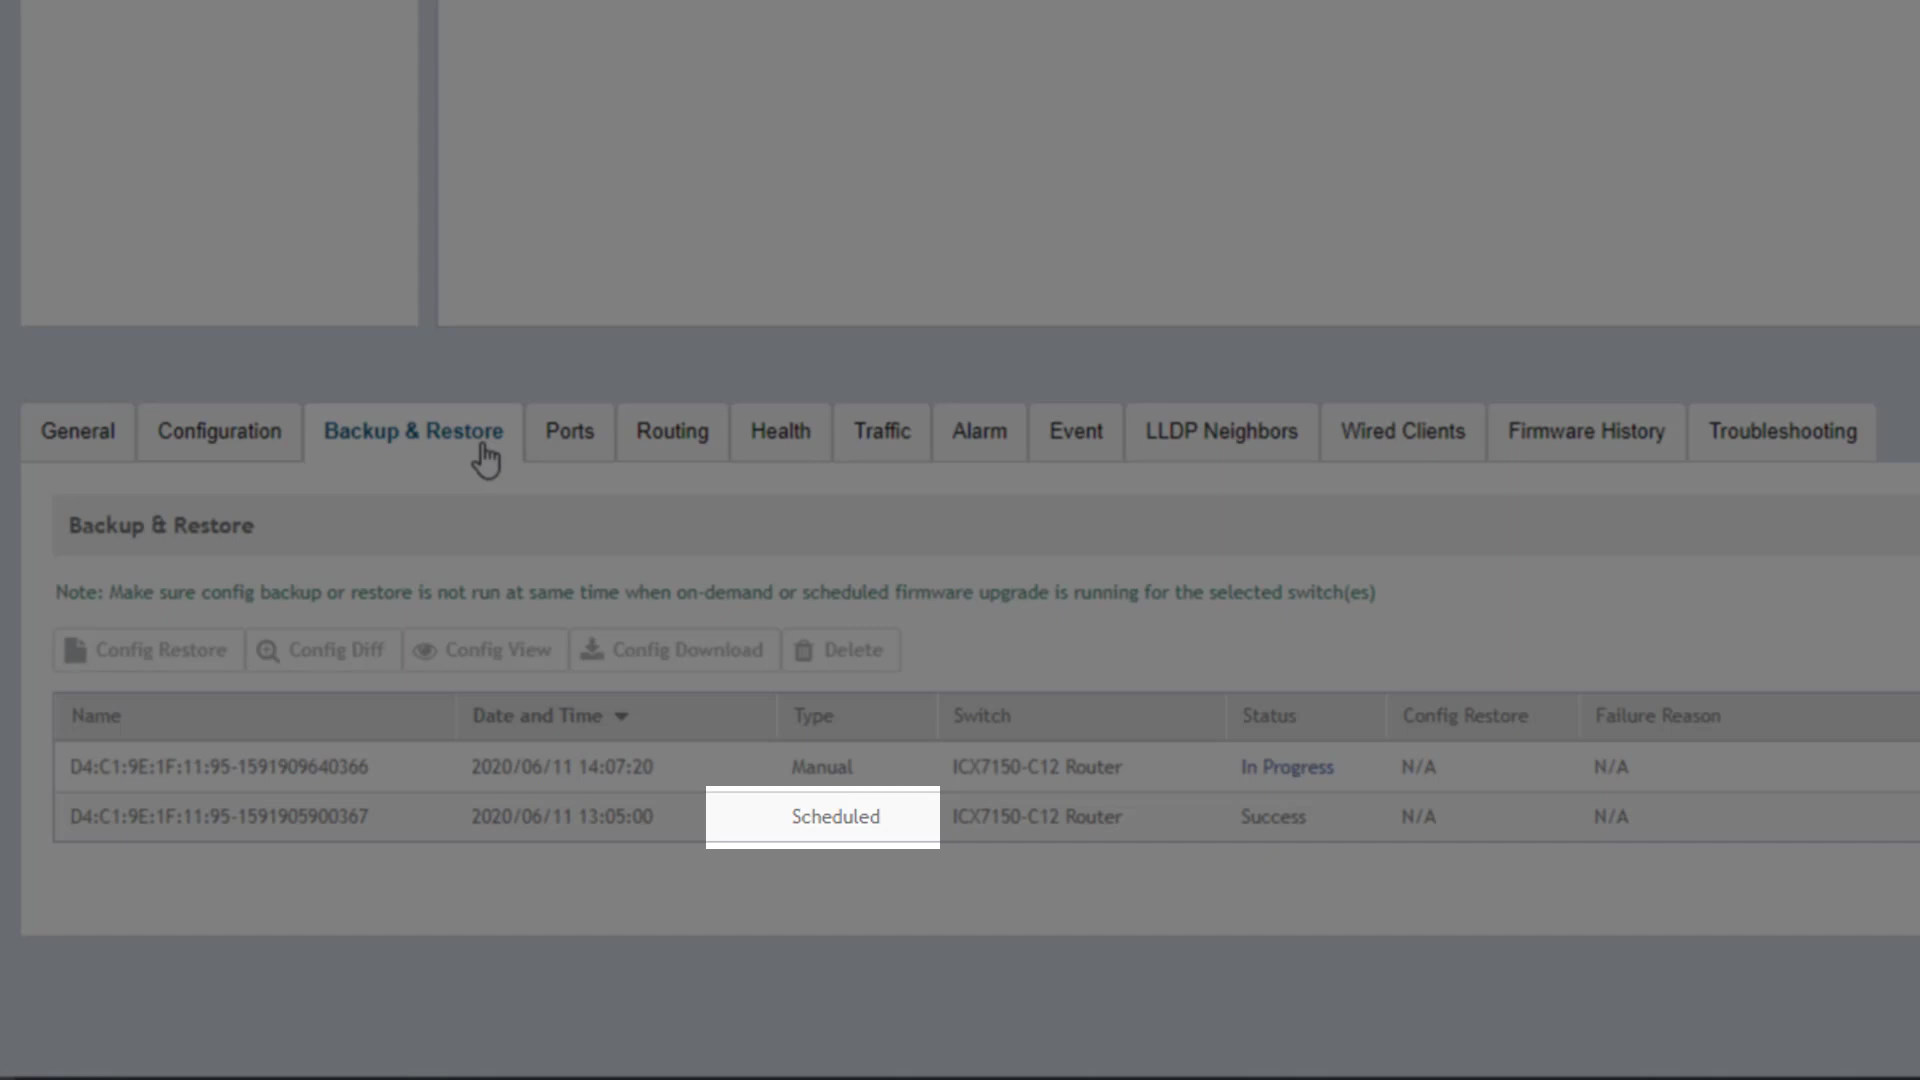 General Configuration Backup & Restore Ports Routing Health Traffic Alarm Event LLDP Neighbors Wired Clients Firmware History Troubleshooting
Backup & Restore
Note: Make sure config backup or restore is not run at same time when on-demand or scheduled firmware upgrade is running for the selected switch(es)
Config Restore Config Diff Config View Config Download Delete
Name Date and Time Type Switch Status Config Restore Failure Reason
D4:C1:9E:1F:11:95-1591909640366 2020/06/11 14:07:20 Manual ICX7150-C12 Router In Progress N/A N/A
D4:C1:9E:1F:11:95-1591905900367 2020/06/11 13:05:00 Scheduled ICX7150-C12 Router Success N/A N/A